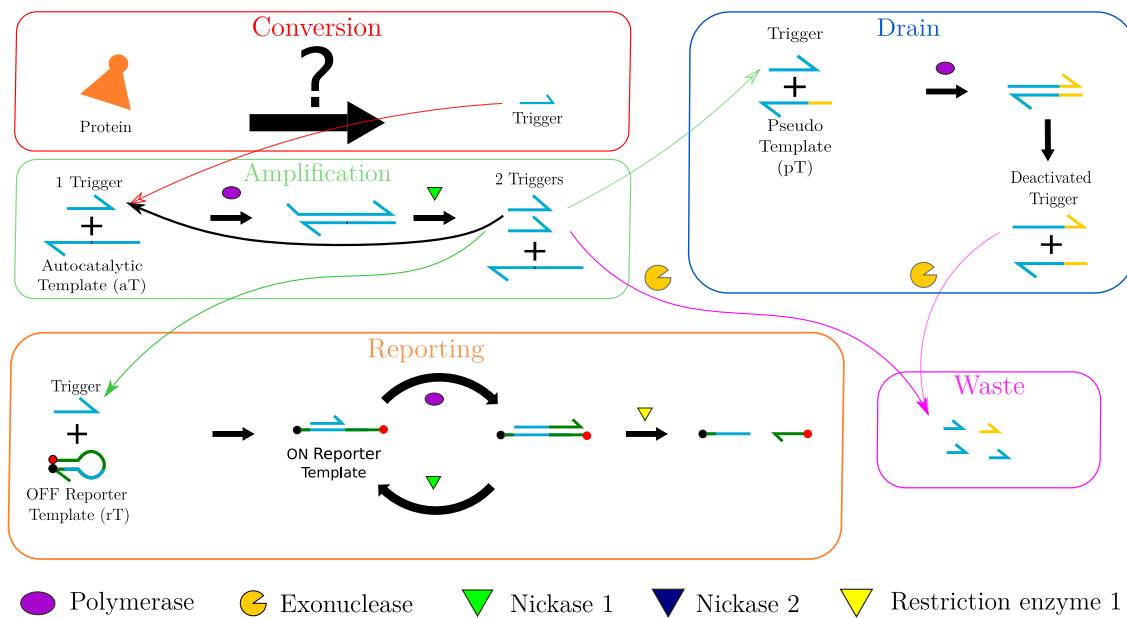 Conversion
?
Protein
Trigger
Drain
Trigger
+
Pseudo
Template
(pT)
Deactivated
Trigger
+
Amplification
1 Trigger
+
Autocatalytic
Template (aT)
2 Triggers
+
Reporting
Trigger
+
OFF Reporter
Template (rT)
ON Reporter
Template
Waste
Polymerase
Exonuclease
Nickase 1
Nickase 2
Restriction enzyme 1